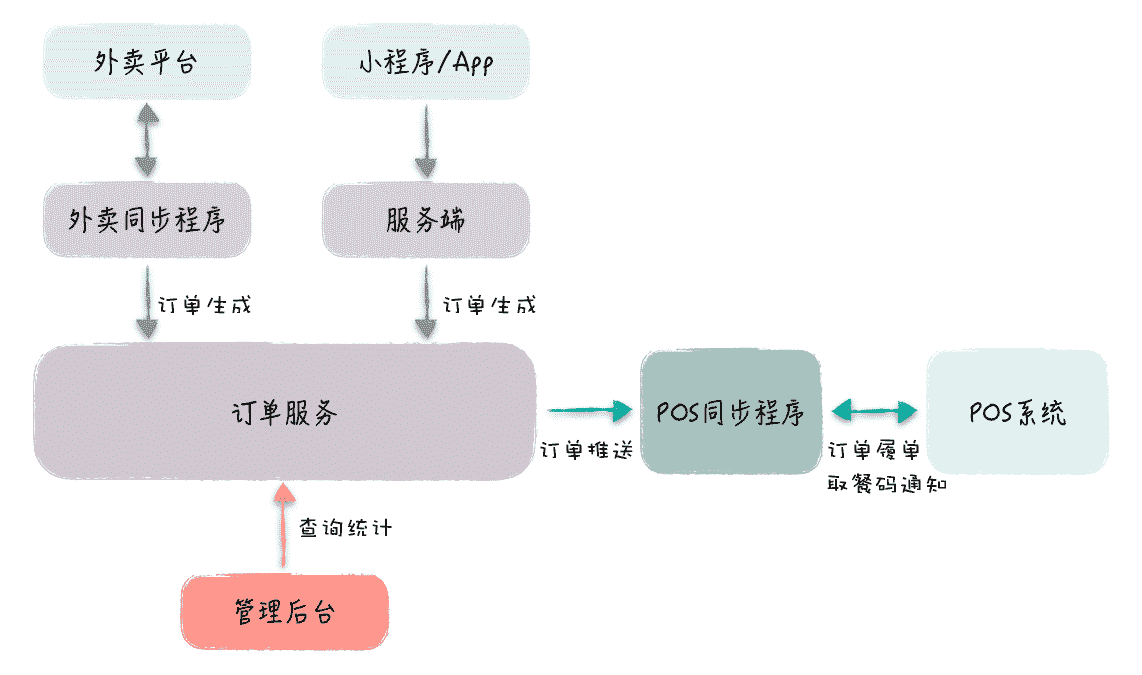 外卖平台
小程序/App
外卖同步程序
服务端
订单生成
订单生成
订单服务
订单推送
POS同步程序
订单履单
取餐码通知
POS系统
查询统计
管理后台